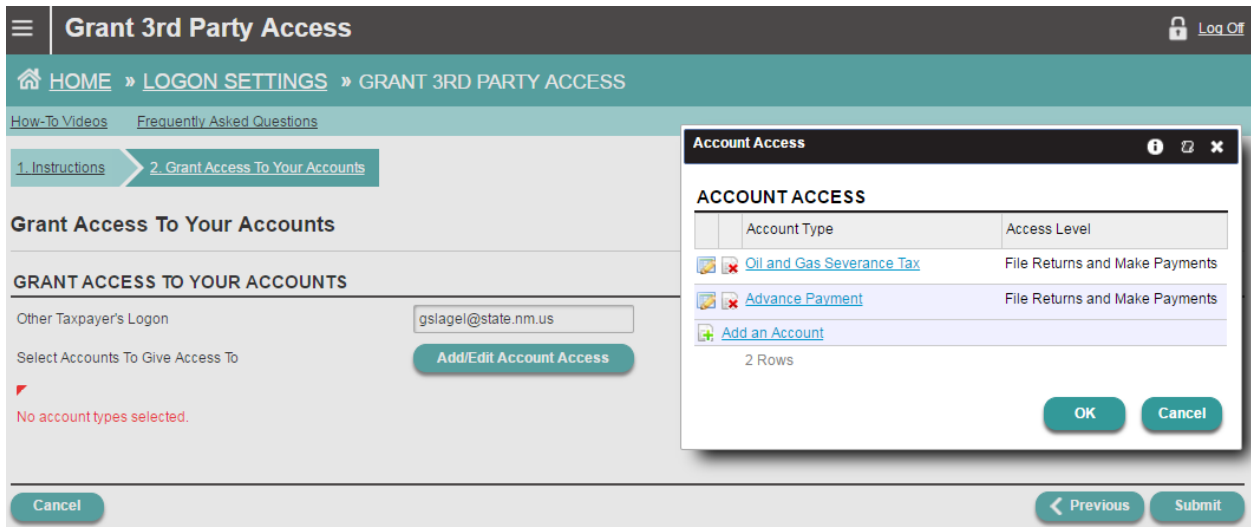 Grant 3rd Party Access
Log Off
HOME » LOGON SETTINGS » GRANT 3RD PARTY ACCESS
How-To Videos Frequently Asked Questions
1. Instructions 2. Grant Access To Your Accounts
Grant Access To Your Accounts
GRANT ACCESS TO YOUR ACCOUNTS
Other Taxpayer's Logon gslagel@state.nm.us
Select Accounts To Give Access To Add/Edit Account Access
No account types selected.
Account Access
ACCOUNT ACCESS
Account Type Access Level
Oil and Gas Severance Tax File Returns and Make Payments
Advance Payment File Returns and Make Payments
Add an Account
2 Rows
OK Cancel
Cancel Previous Submit